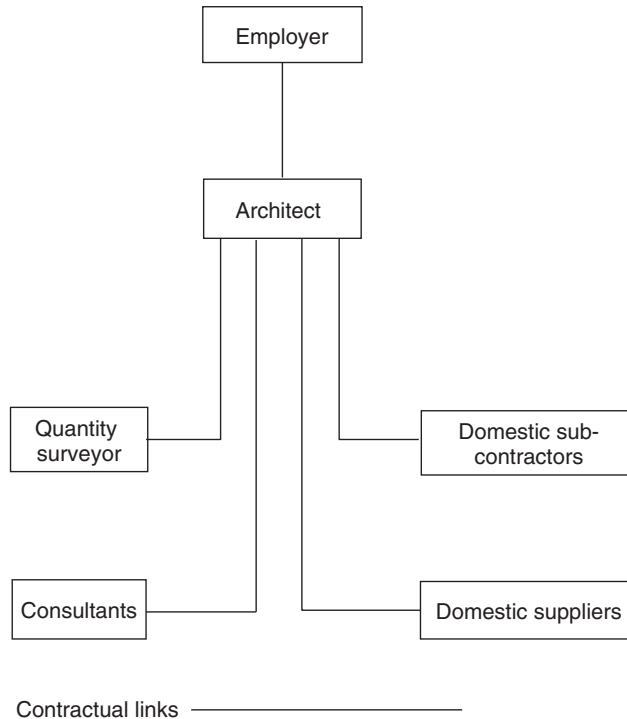 Employer
Architect
Quantity
surveyor
Domestic sub-
contractors
Consultants
Domestic suppliers
Contractual links